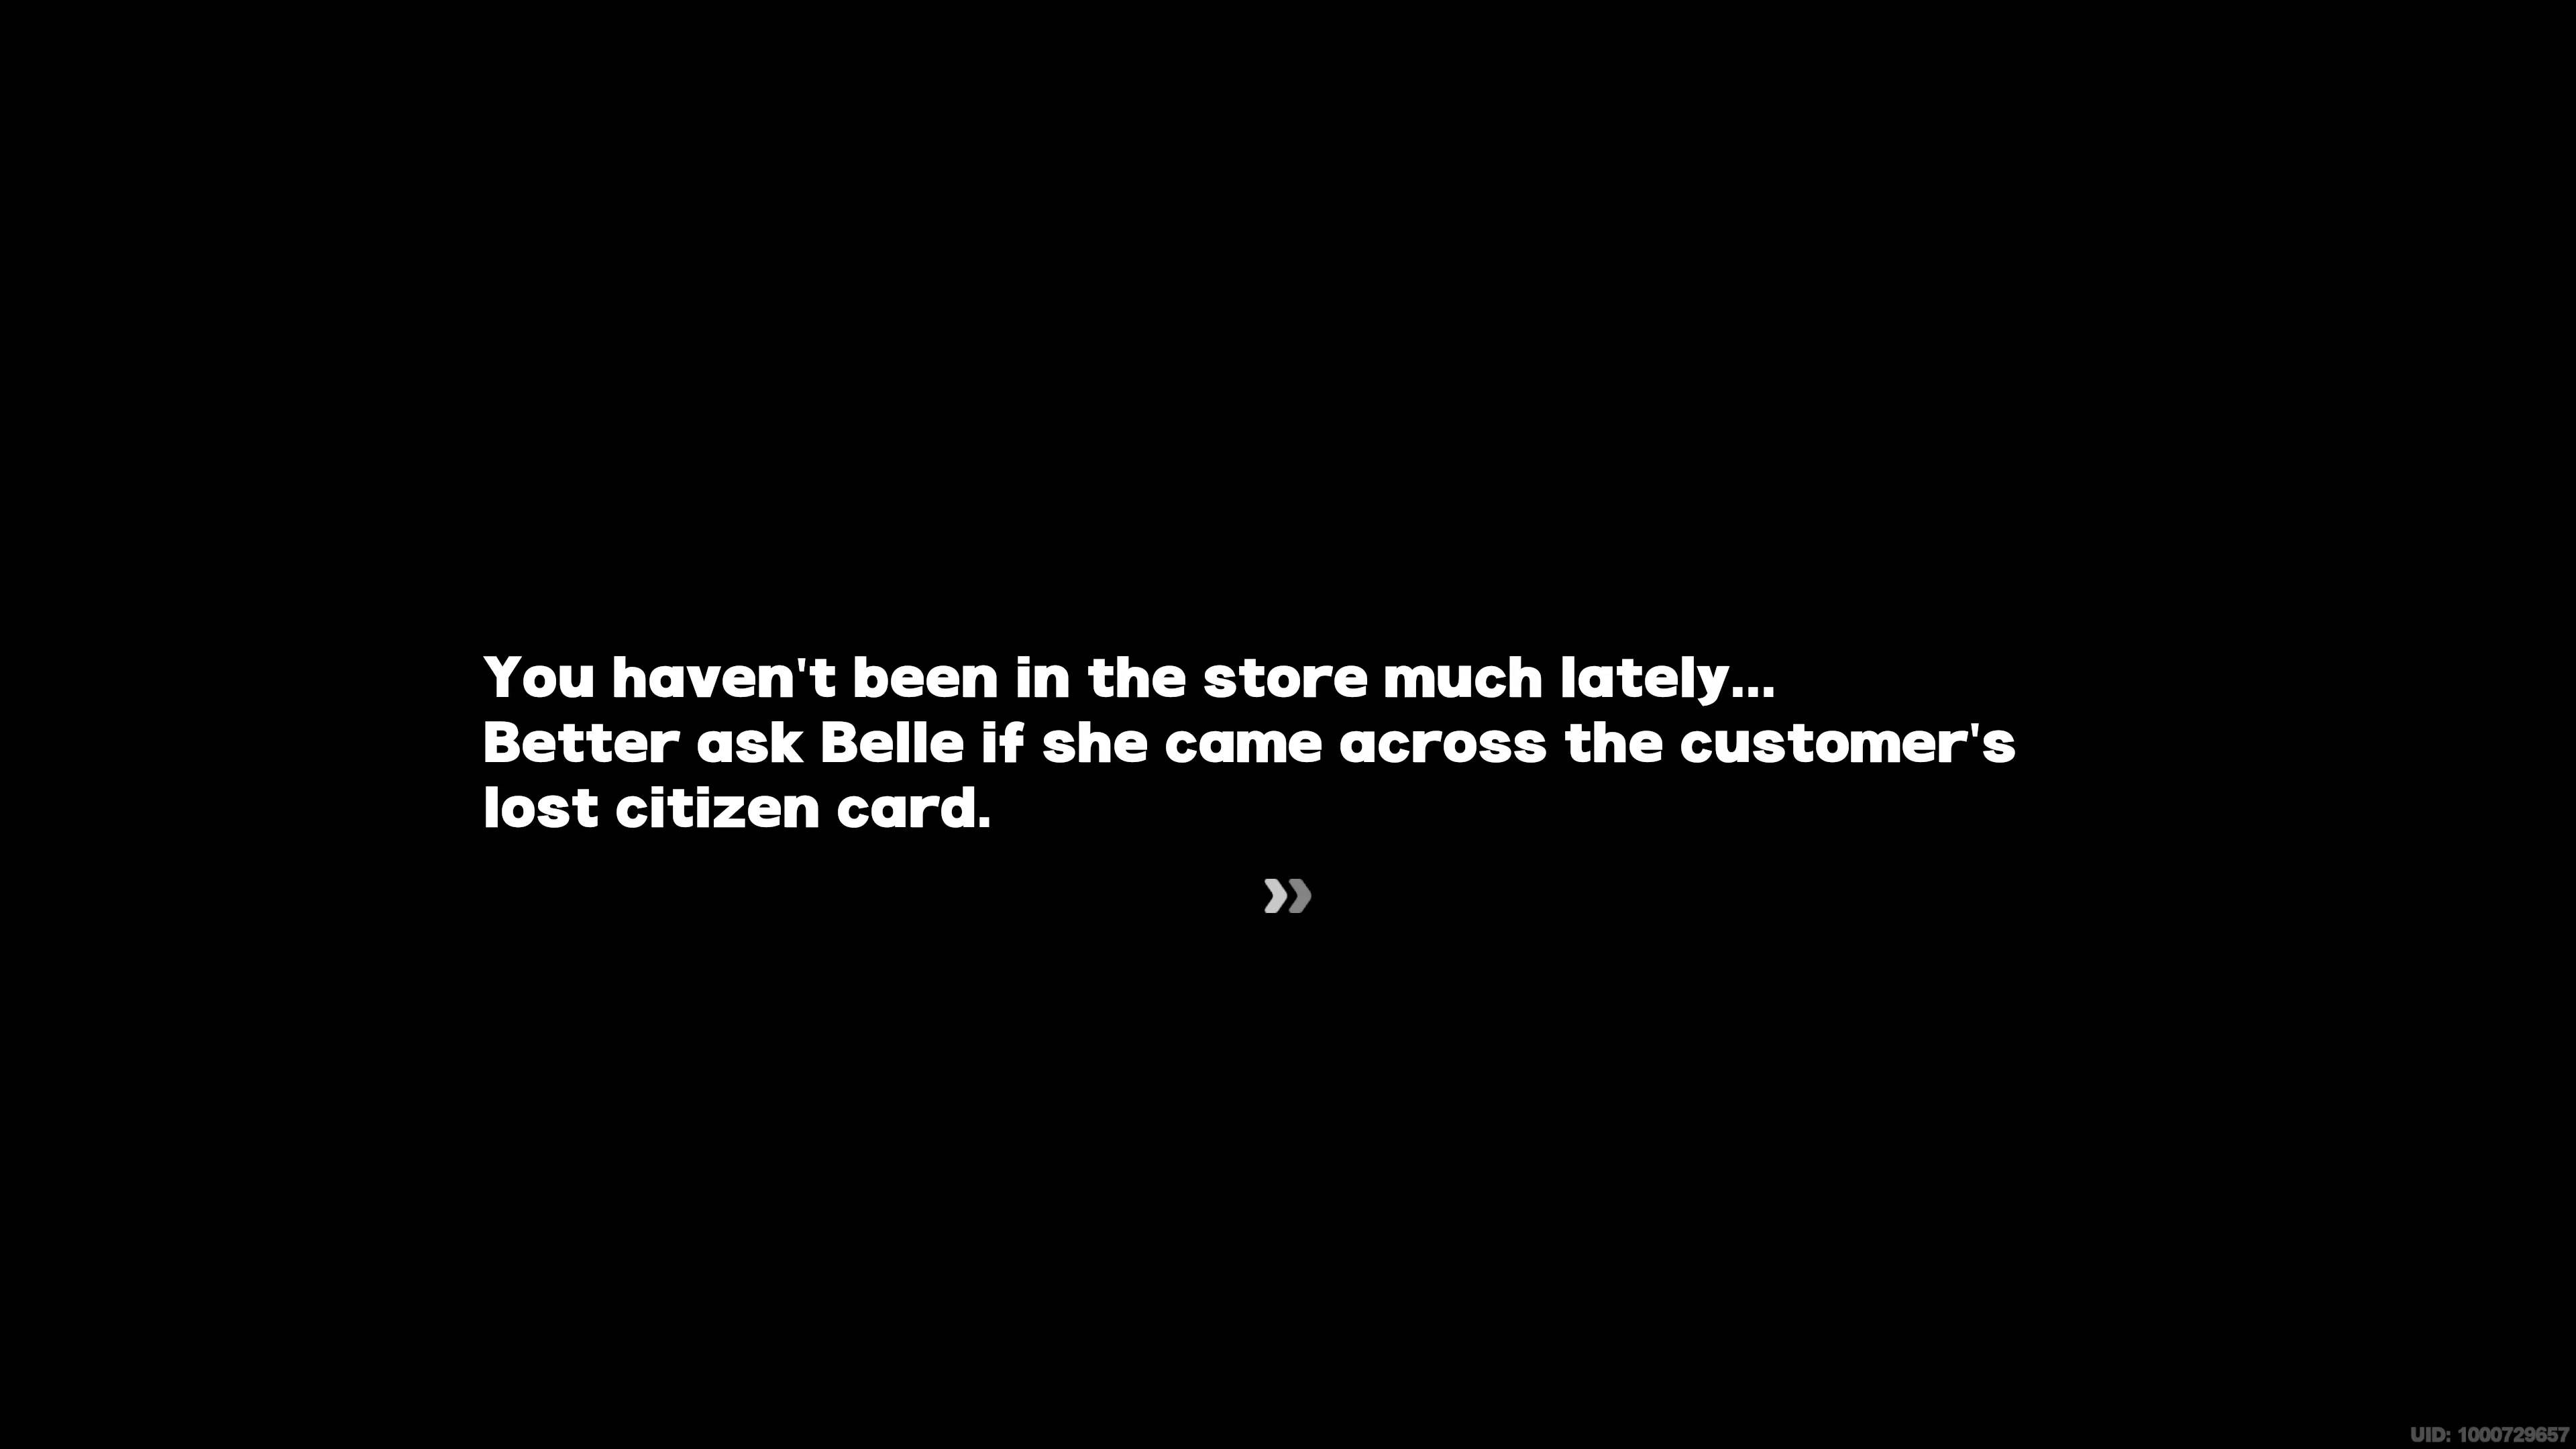 You haven't been in the store much lately...
Better ask Belle if she came across the customer's
lost citizen card.
UID: 1000729657